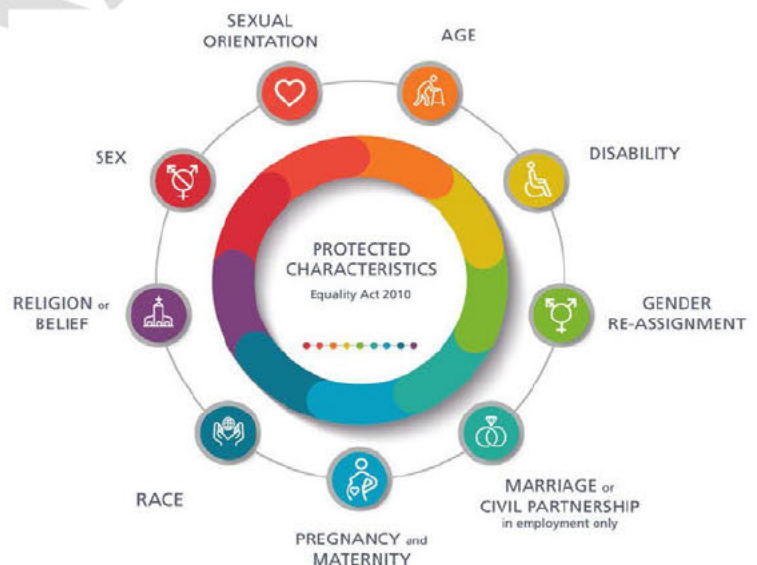 SEXUAL
ORIENTATION
AGE
DISABILITY
GENDER
RE-ASSIGNMENT
MARRIAGE or
CIVIL PARTNERSHIP
in employment only
PREGNANCY and
MATERNITY
RACE
RELIGION or
BELIEF
SEX
PROTECTED
CHARACTERISTICS
Equality Act 2010